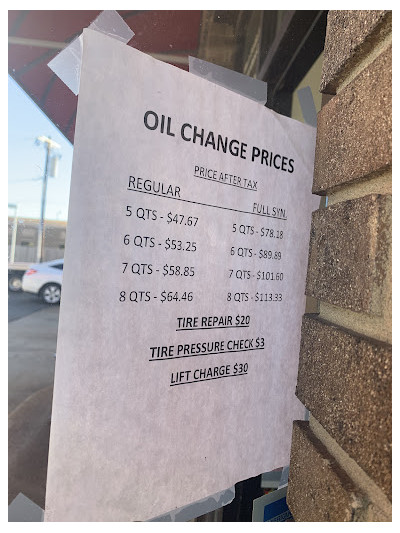 OIL CHANGE PRICES
PRICE AFTER TAX
REGULAR FULL SYN.
5 QTS - $47.67 5 QTS - $78.18
6 QTS - $53.25 6 QTS - $89.89
7 QTS - $58.85 7 QTS - $101.60
8 QTS - $64.46 8 QTS - $113.33
TIRE REPAIR $20
TIRE PRESSURE CHECK $3
LIFT CHARGE $30